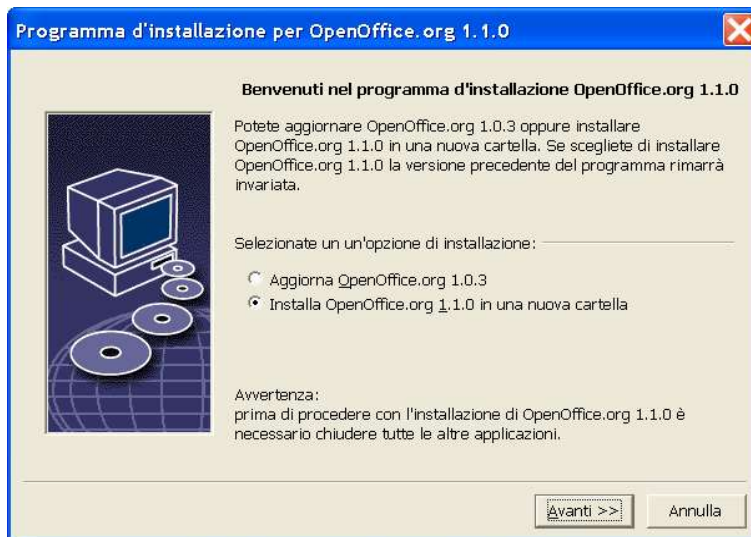 Programma d'installazione per OpenOffice.org 1.1.0
Benvenuti nel programma d'installazione OpenOffice.org 1.1.0
Potete aggiornare OpenOffice.org 1.0.3 oppure installare
OpenOffice.org 1.1.0 in una nuova cartella. Se scegliete di installare
OpenOffice.org 1.1.0 la versione precedente del programma rimarrà
invariata.
Selezionate un un'opzione di installazione:
Aggiorna OpenOffice.org 1.0.3
Installa OpenOffice.org 1.1.0 in una nuova cartella
Avvertenza:
prima di procedere con l'installazione di OpenOffice.org 1.1.0 è
necessario chiudere tutte le altre applicazioni.
Avanti >>
Annulla